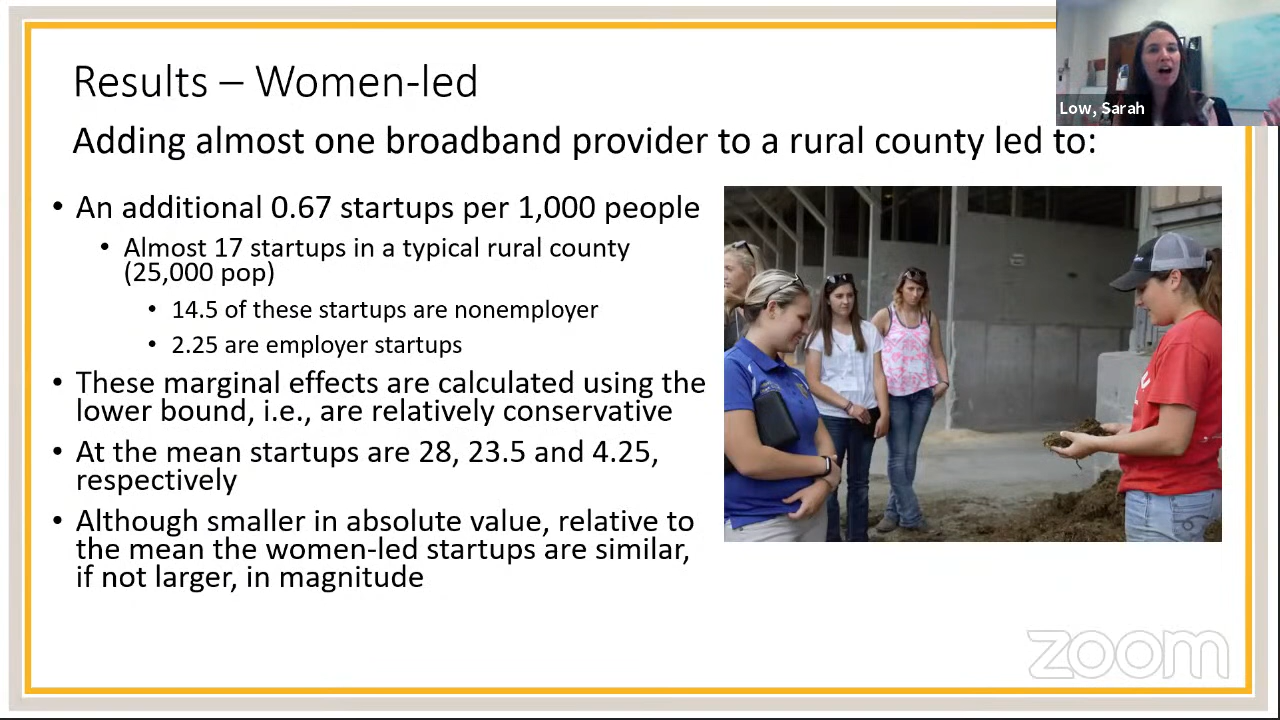 Results – Women-led
Low, Sarah
Adding almost one broadband provider to a rural county led to:
• An additional 0.67 startups per 1,000 people
• Almost 17 startups in a typical rural county
(25,000 pop)
• 14.5 of these startups are nonemployer
• 2.25 are employer startups
• These marginal effects are calculated using the
lower bound, i.e., are relatively conservative
• At the mean startups are 28, 23.5 and 4.25,
respectively
• Although smaller in absolute value, relative to
the mean the women-led startups are similar,
if not larger, in magnitude
zoom